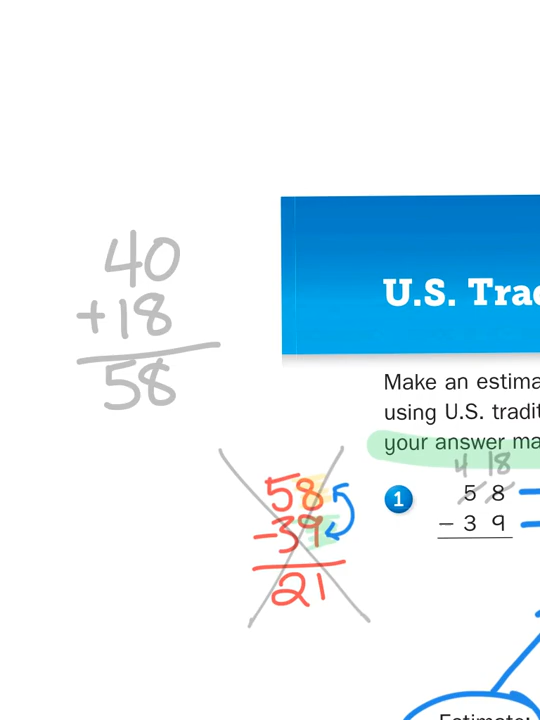 40
+18
58
U.S. Trad
Make an estima
using U.S. tradit
your answer ma
4 18
1 5 8
- 3 9
58
-39
21
Estimate: